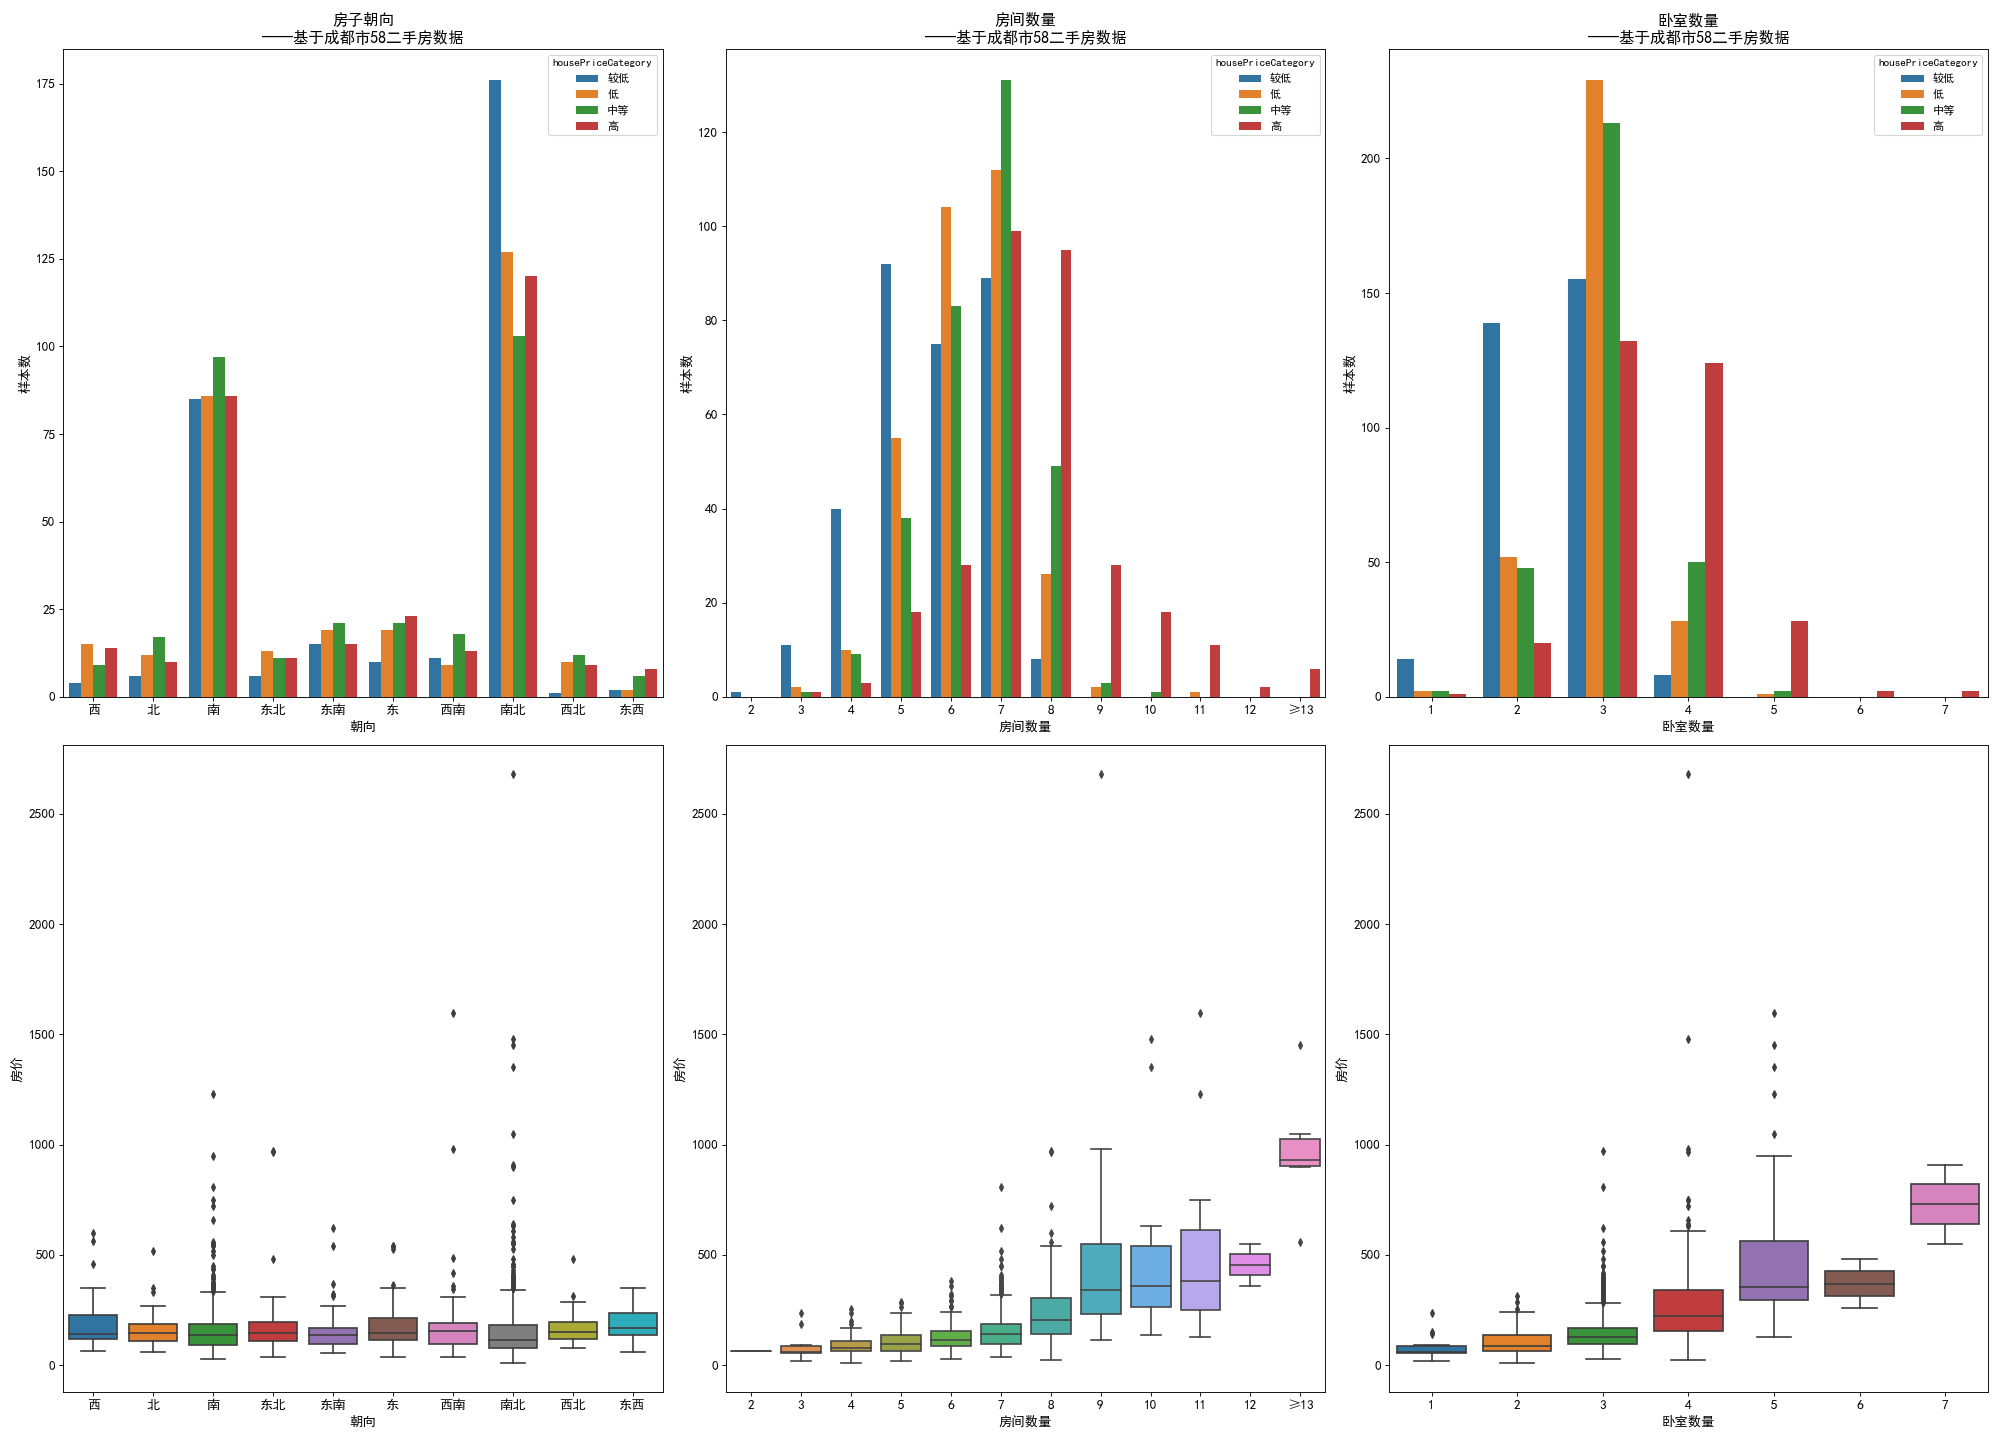 房子朝向
——基于成都市58二手房数据
housePriceCategory
较低
低
中等
高
175
150
125
100
75
50
25
0
样本数
西 北 南 东北 东南 东 西南 南北 西北 东西
朝向
房间数量
——基于成都市58二手房数据
housePriceCategory
较低
低
中等
高
120
100
80
60
40
20
0
样本数
2 3 4 5 6 7 8 9 10 11 12 ≥13
房间数量
卧室数量
——基于成都市58二手房数据
housePriceCategory
较低
低
中等
高
200
150
100
50
0
样本数
1 2 3 4 5 6 7
卧室数量
2500
2000
1500
1000
500
0
房价
西 北 南 东北 东南 东 西南 南北 西北 东西
朝向
2500
2000
1500
1000
500
0
房价
2 3 4 5 6 7 8 9 10 11 12 ≥13
房间数量
2500
2000
1500
1000
500
0
房价
1 2 3 4 5 6 7
卧室数量